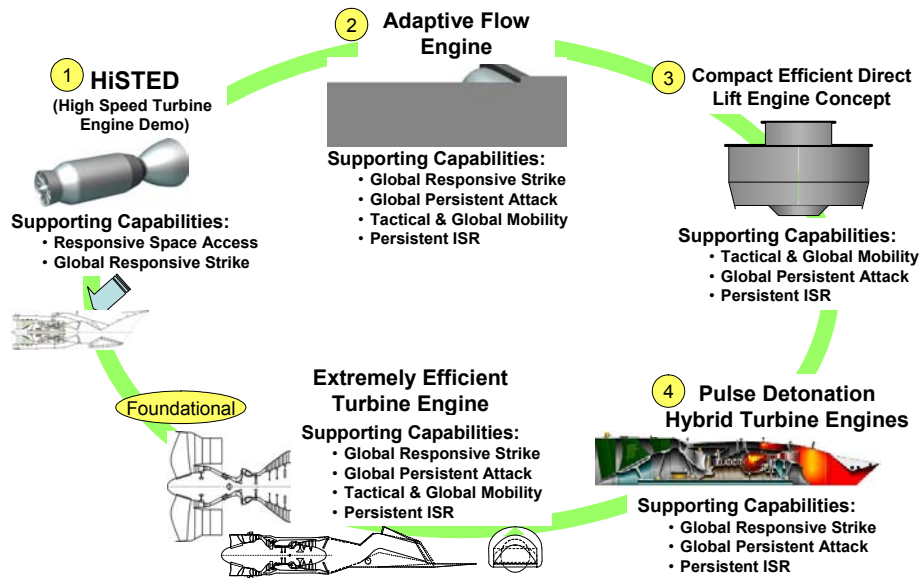 1
HiSTED
(High Speed Turbine
Engine Demo)
Supporting Capabilities:
• Responsive Space Access
• Global Responsive Strike
2
Adaptive Flow
Engine
Supporting Capabilities:
• Global Responsive Strike
• Global Persistent Attack
• Tactical & Global Mobility
• Persistent ISR
3
Compact Efficient Direct
Lift Engine Concept
Supporting Capabilities:
• Tactical & Global Mobility
• Global Persistent Attack
• Persistent ISR
4
Pulse Detonation
Hybrid Turbine Engines
Supporting Capabilities:
• Global Responsive Strike
• Global Persistent Attack
• Persistent ISR
Foundational
Extremely Efficient
Turbine Engine
Supporting Capabilities:
• Global Responsive Strike
• Global Persistent Attack
• Tactical & Global Mobility
• Persistent ISR